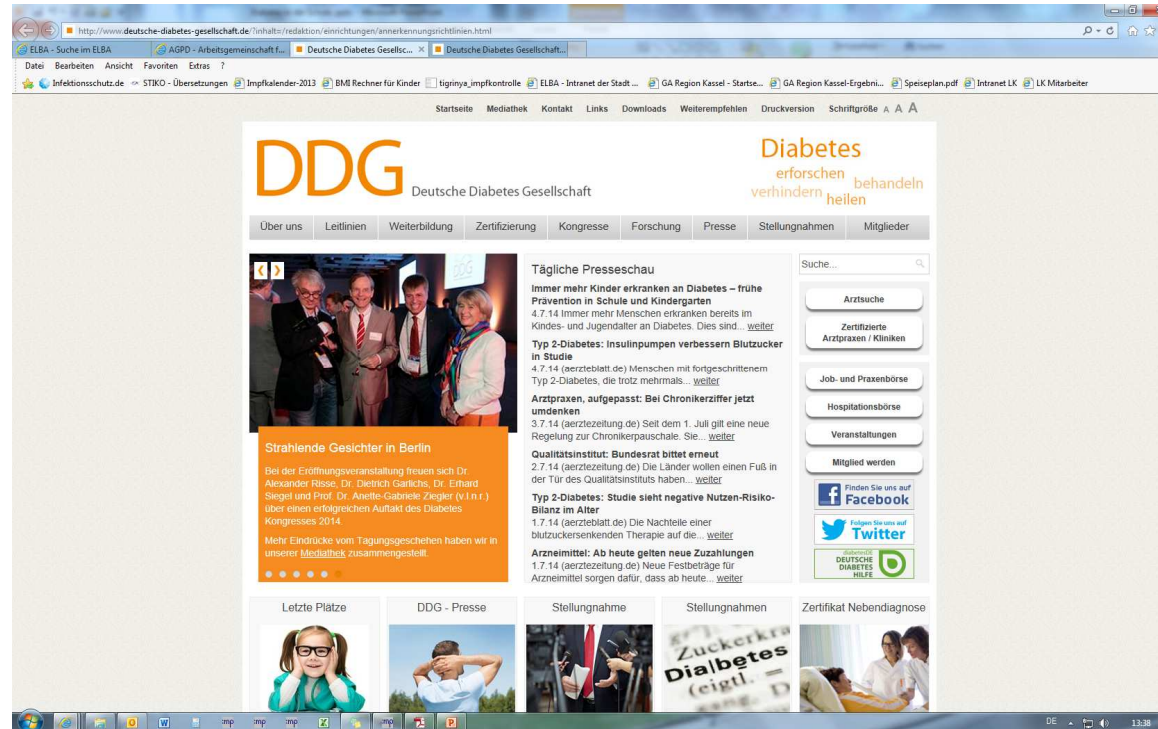 http://www.deutsche-diabetes-gesellschaft.de/?inhalt=/redaktion/einrichtungen/annerkennungsrichtlinien.html
ELBA - Suche im ELBA
AGPD - Arbeitsgemeinschaft f...
Deutsche Diabetes Gesellsc...
Deutsche Diabetes Gesellschaft...
Datei Bearbeiten Ansicht Favoriten Extras ?
Infektionsschutz.de STIKO - Übersetzungen Impfkalender-2013 BMI Rechner für Kinder tigrinya_impfkontrolle ELBA - Intranet der Stadt ... GA Region Kassel - Startse... GA Region Kassel-Ergebni... Speiseplan.pdf Intranet LK LK Mitarbeiter
Startseite Mediathek Kontakt Links Downloads Weiterempfehlen Druckversion Schriftgröße A A A
DDG Deutsche Diabetes Gesellschaft
Diabetes
erforschen
behandeln
verhindern
heilen
Über uns Leitlinien Weiterbildung Zertifizierung Kongresse Forschung Presse Stellungnahmen Mitglieder
Strahlende Gesichter in Berlin
Bei der Eröffnungsveranstaltung freuen sich Dr.
Alexander Risse, Dr. Dietrich Garlichs, Dr. Erhard
Siegel und Prof. Dr. Anette-Gabriele Ziegler (v.l.n.r.)
über einen erfolgreichen Auftakt des Diabetes
Kongresses 2014.
Mehr Eindrücke vom Tagungsgeschehen haben wir in
unserer Mediathek zusammengestellt.
Tägliche Presseschau
Immer mehr Kinder erkranken an Diabetes – frühe
Prävention in Schule und Kindergarten
4.7.14 Immer mehr Menschen erkranken bereits im
Kindes- und Jugendalter an Diabetes. Dies sind... weiter
Typ 2-Diabetes: Insulinpumpen verbessern Blutzucker
in Studie
4.7.14 (aerzteblatt.de) Menschen mit fortgeschrittenem
Typ 2-Diabetes, die trotz mehrmals... weiter
Arztpraxen, aufgepasst: Bei Chronikerziffer jetzt
umdenken
3.7.14 (aerztezeitung.de) Seit dem 1. Juli gilt eine neue
Regelung zur Chronikerpauschale. Sie... weiter
Qualitätsinstitut: Bundesrat bittet erneut
2.7.14 (aerztezeitung.de) Die Länder wollen einen Fuß in
der Tür des Qualitätsinstituts haben... weiter
Typ 2-Diabetes: Studie sieht negative Nutzen-Risiko-
Bilanz im Alter
1.7.14 (aerzteblatt.de) Die Nachteile einer
blutzuckersenkenden Therapie auf die... weiter
Arzneimittel: Ab heute gelten neue Zuzahlungen
1.7.14 (aerztezeitung.de) Neue Festbeträge für
Arzneimittel sorgen dafür, dass ab heute... weiter
Suche...
Arztsuche
Zertifizierte
Arztpraxen / Kliniken
Job- und Praxenbörse
Hospitationsbörse
Veranstaltungen
Mitglied werden
Finden Sie uns auf
Facebook
Folgen Sie uns auf
Twitter
diabetesDE
DEUTSCHE
DIABETES
HILFE
Letzte Plätze
DDG - Presse
Stellungnahme
Stellungnahmen
Zertifikat Nebendiagnose
Zuckerkra
Dia|betes
(eigtl. =
DE
13:38